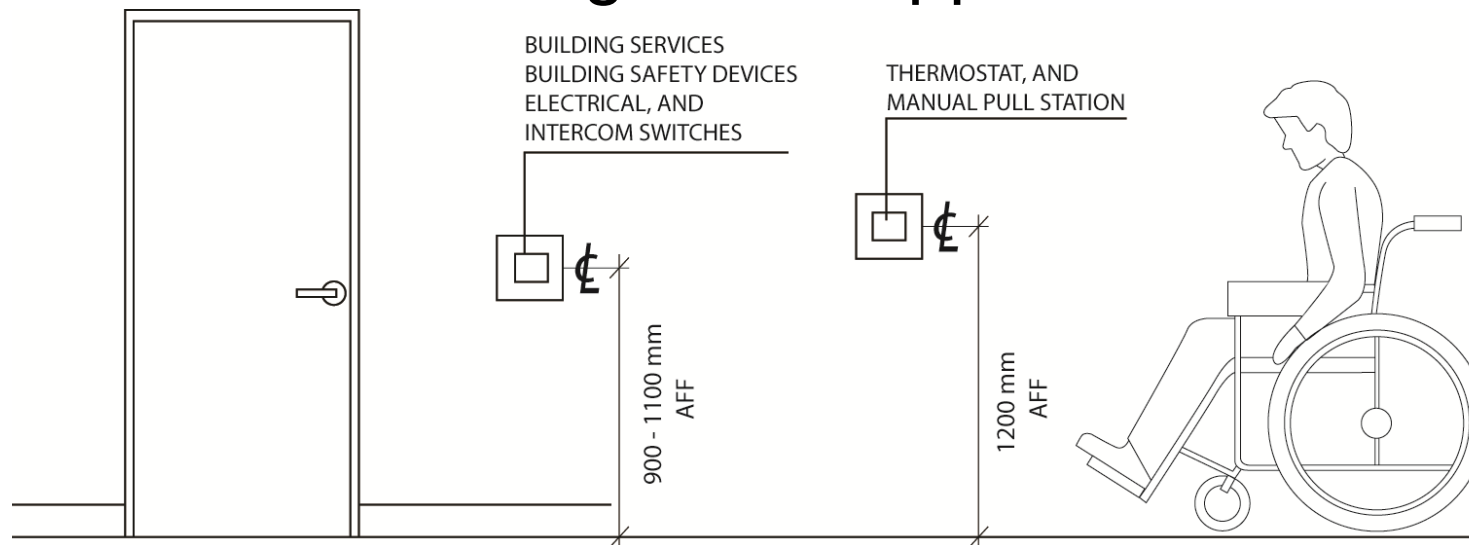 BUILDING SERVICES
BUILDING SAFETY DEVICES
ELECTRICAL, AND
INTERCOM SWITCHES
THERMOSTAT, AND
MANUAL PULL STATION
℄
℄
900 - 1100 mm
AFF
1200 mm
AFF